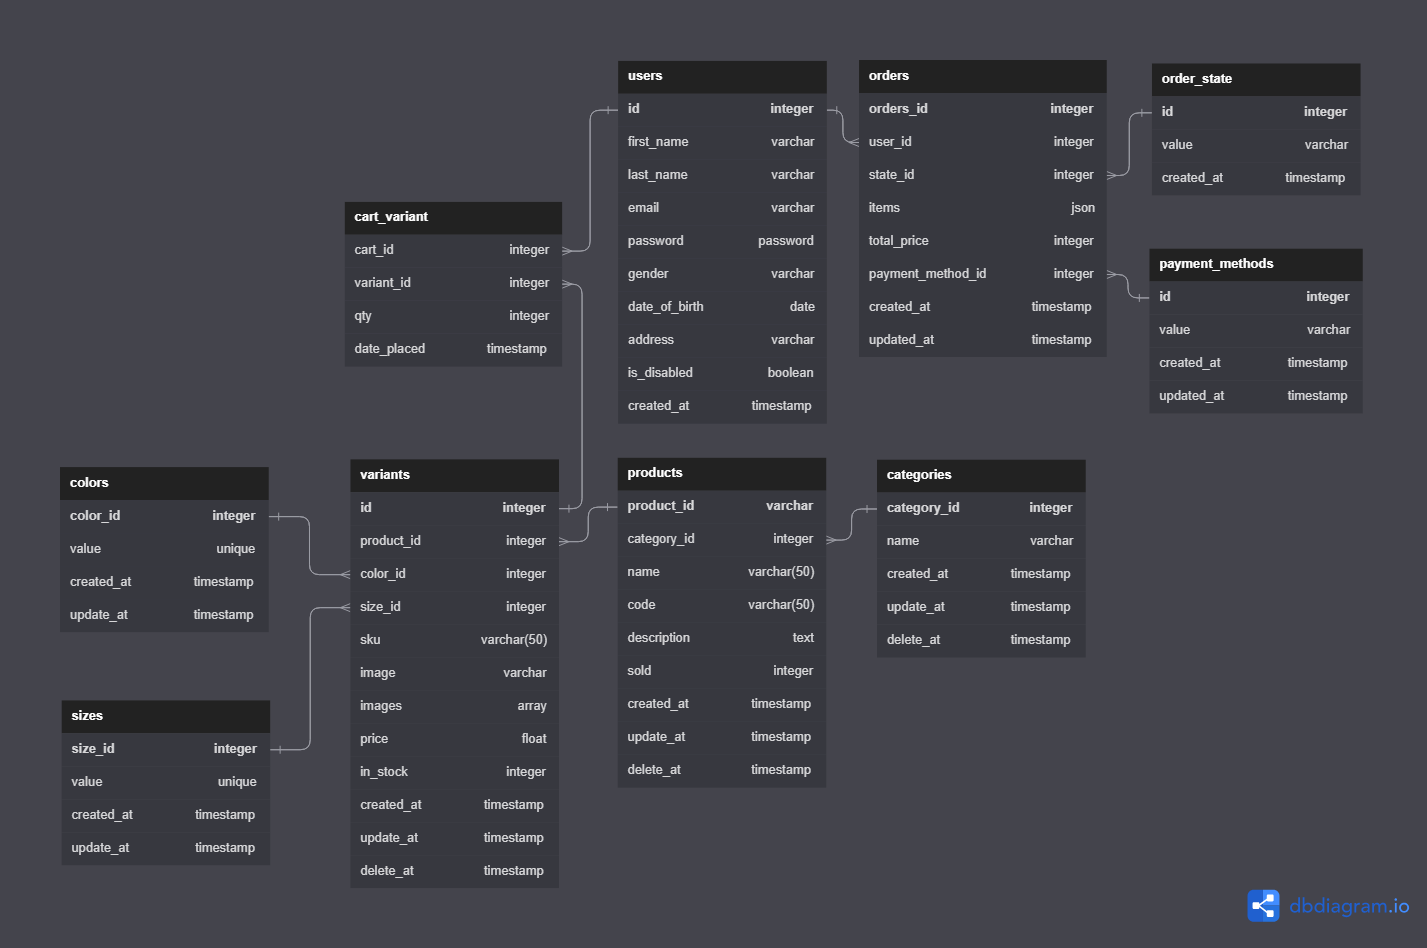 users
id integer
first_name varchar
last_name varchar
email varchar
password password
gender varchar
date_of_birth date
address varchar
is_disabled boolean
created_at timestamp
orders
orders_id integer
user_id integer
state_id integer
items json
total_price integer
payment_method_id integer
created_at timestamp
updated_at timestamp
order_state
id integer
value varchar
created_at timestamp
cart_variant
cart_id integer
variant_id integer
qty integer
date_placed timestamp
payment_methods
id integer
value varchar
created_at timestamp
updated_at timestamp
colors
color_id integer
value unique
created_at timestamp
update_at timestamp
variants
id integer
product_id integer
color_id integer
size_id integer
sku varchar(50)
image varchar
images array
price float
in_stock integer
created_at timestamp
update_at timestamp
delete_at timestamp
products
product_id varchar
category_id integer
name varchar(50)
code varchar(50)
description text
sold integer
created_at timestamp
update_at timestamp
delete_at timestamp
categories
category_id integer
name varchar
created_at timestamp
update_at timestamp
delete_at timestamp
sizes
size_id integer
value unique
created_at timestamp
update_at timestamp
dbdiagram.io